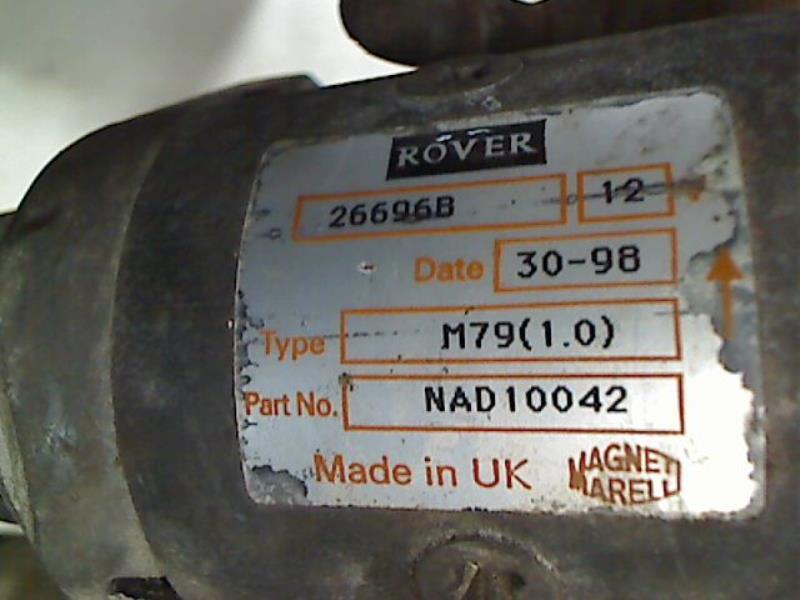 ROVER
26696B 12
Date 30-98
Type M79(1.0)
Part No. NAD10042
Made in UK MAGNETI
MARELLI